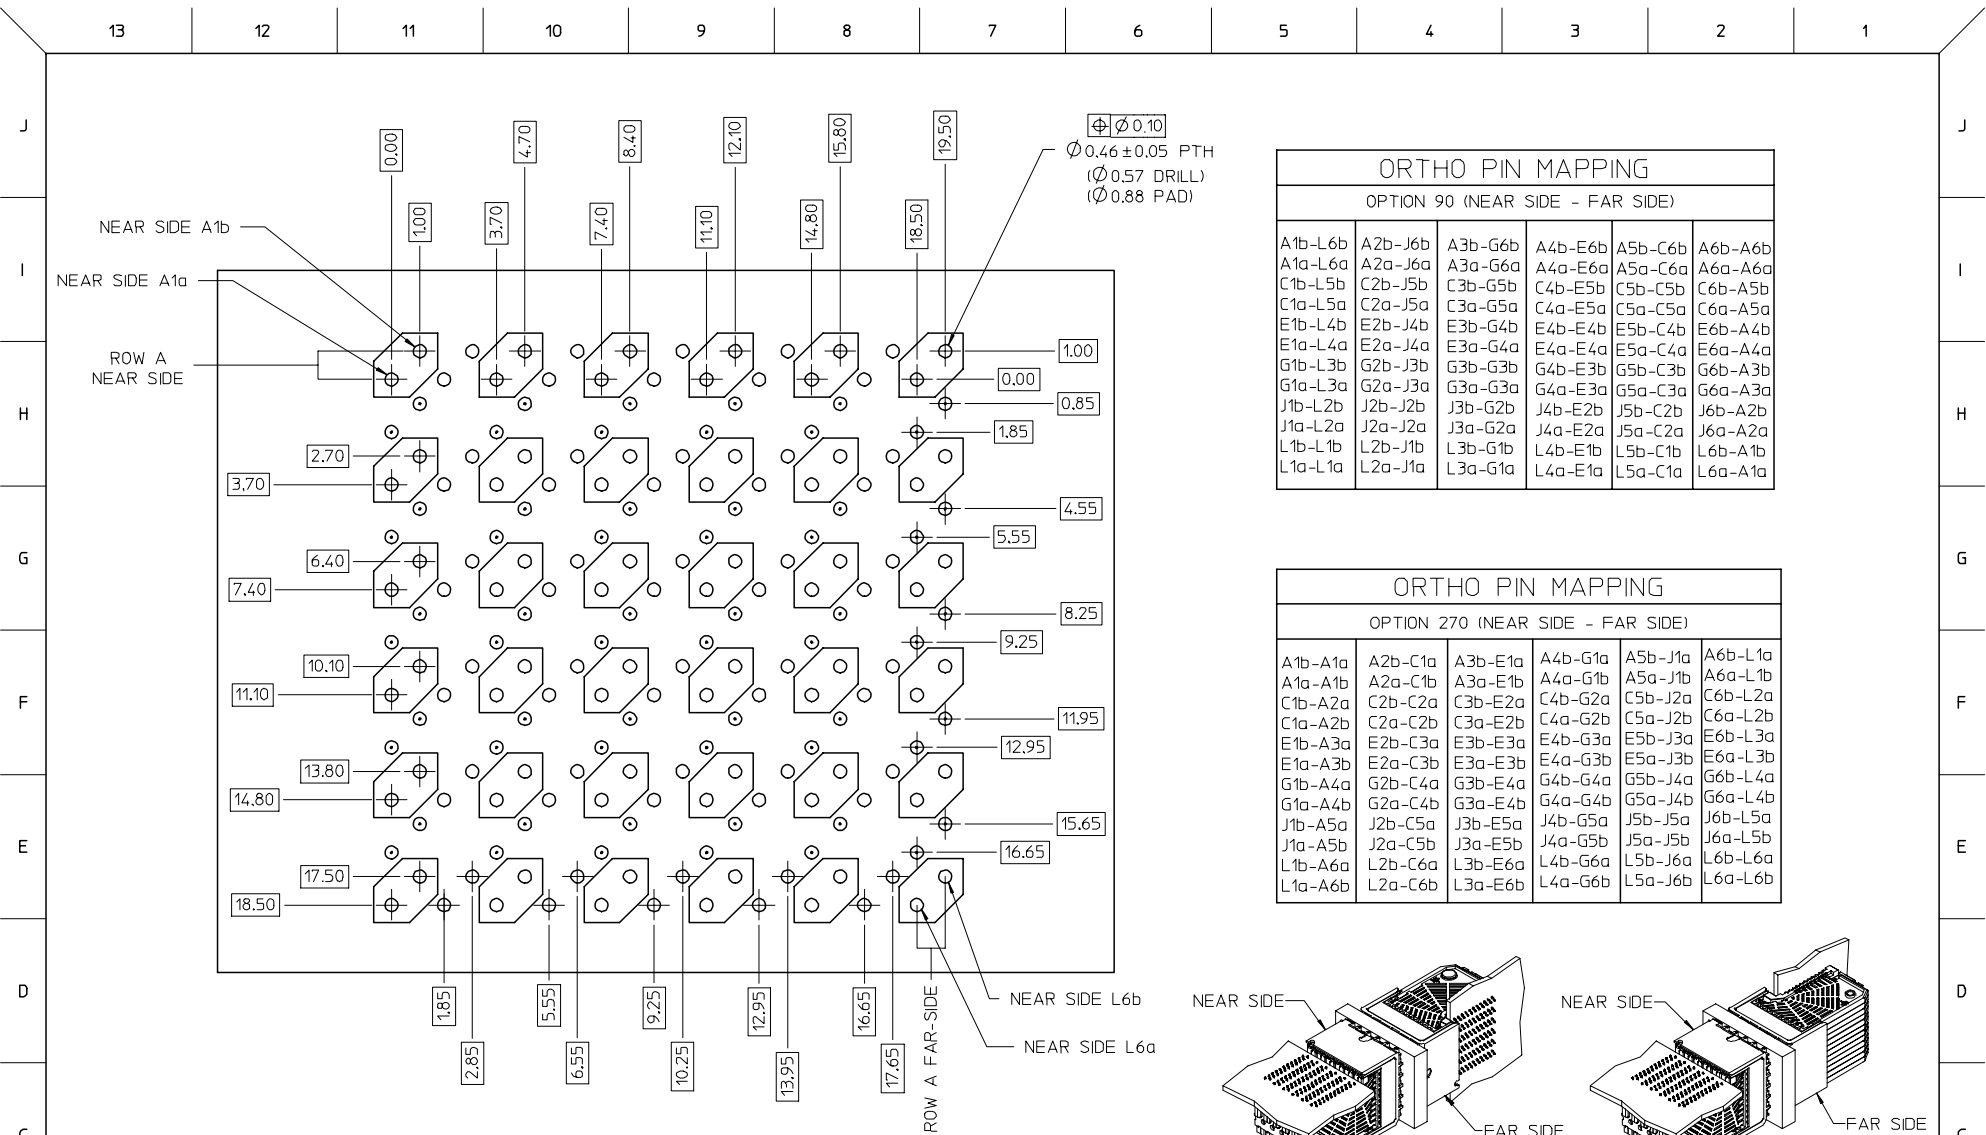 13 12 11 10 9 8 7 6 5 4 3 2 1
J J
I I
H H
G G
F F
E E
D D
0.00 4.70 8.40 12.10 15.80 19.50
1.00 3.70 7.40 11.10 14.80 18.50
⌖ Ø 0.10
Ø 0.46±0.05 PTH
(Ø 0.57 DRILL)
(Ø 0.88 PAD)
NEAR SIDE A1b
NEAR SIDE A1a
ROW A
NEAR SIDE
1.00
0.00
0.85
1.85
2.70
3.70
4.55
5.55
6.40
7.40
8.25
9.25
10.10
11.10
11.95
12.95
13.80
14.80
15.65
16.65
17.50
18.50
1.85 5.55 9.25 12.95 16.65
2.85 6.55 10.25 13.95 17.65
ROW A FAR-SIDE
NEAR SIDE L6b
NEAR SIDE L6a
ORTHO PIN MAPPING
OPTION 90 (NEAR SIDE - FAR SIDE)
A1b-L6b A2b-J6b A3b-G6b A4b-E6b A5b-C6b A6b-A6b
A1a-L6a A2a-J6a A3a-G6a A4a-E6a A5a-C6a A6a-A6a
C1b-L5b C2b-J5b C3b-G5b C4b-E5b C5b-C5b C6b-A5b
C1a-L5a C2a-J5a C3a-G5a C4a-E5a C5a-C5a C6a-A5a
E1b-L4b E2b-J4b E3b-G4b E4b-E4b E5b-C4b E6b-A4b
E1a-L4a E2a-J4a E3a-G4a E4a-E4a E5a-C4a E6a-A4a
G1b-L3b G2b-J3b G3b-G3b G4b-E3b G5b-C3b G6b-A3b
G1a-L3a G2a-J3a G3a-G3a G4a-E3a G5a-C3a G6a-A3a
J1b-L2b J2b-J2b J3b-G2b J4b-E2b J5b-C2b J6b-A2b
J1a-L2a J2a-J2a J3a-G2a J4a-E2a J5a-C2a J6a-A2a
L1b-L1b L2b-J1b L3b-G1b L4b-E1b L5b-C1b L6b-A1b
L1a-L1a L2a-J1a L3a-G1a L4a-E1a L5a-C1a L6a-A1a
ORTHO PIN MAPPING
OPTION 270 (NEAR SIDE - FAR SIDE)
A1b-A1a A2b-C1a A3b-E1a A4b-G1a A5b-J1a A6b-L1a
A1a-A1b A2a-C1b A3a-E1b A4a-G1b A5a-J1b A6a-L1b
C1b-A2a C2b-C2a C3b-E2a C4b-G2a C5b-J2a C6b-L2a
C1a-A2b C2a-C2b C3a-E2b C4a-G2b C5a-J2b C6a-L2b
E1b-A3a E2b-C3a E3b-E3a E4b-G3a E5b-J3a E6b-L3a
E1a-A3b E2a-C3b E3a-E3b E4a-G3b E5a-J3b E6a-L3b
G1b-A4a G2b-C4a G3b-E4a G4b-G4a G5b-J4a G6b-L4a
G1a-A4b G2a-C4b G3a-E4b G4a-G4b G5a-J4b G6a-L4b
J1b-A5a J2b-C5a J3b-E5a J4b-G5a J5b-J5a J6b-L5a
J1a-A5b J2a-C5b J3a-E5b J4a-G5b J5a-J5b J6a-L5b
L1b-A6a L2b-C6a L3b-E6a L4b-G6a L5b-J6a L6b-L6a
L1a-A6b L2a-C6b L3a-E6b L4a-G6b L5a-J6b L6a-L6b
NEAR SIDE NEAR SIDE
FAR SIDE FAR SIDE